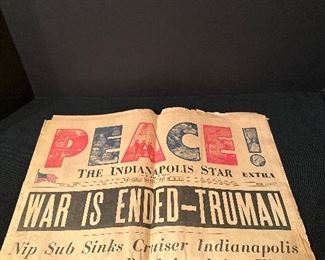 PEACE!
THE INDIANAPOLIS STAR EXTRA
WAR IS ENDED—TRUMAN
Nip Sub Sinks Cruiser Indianapolis